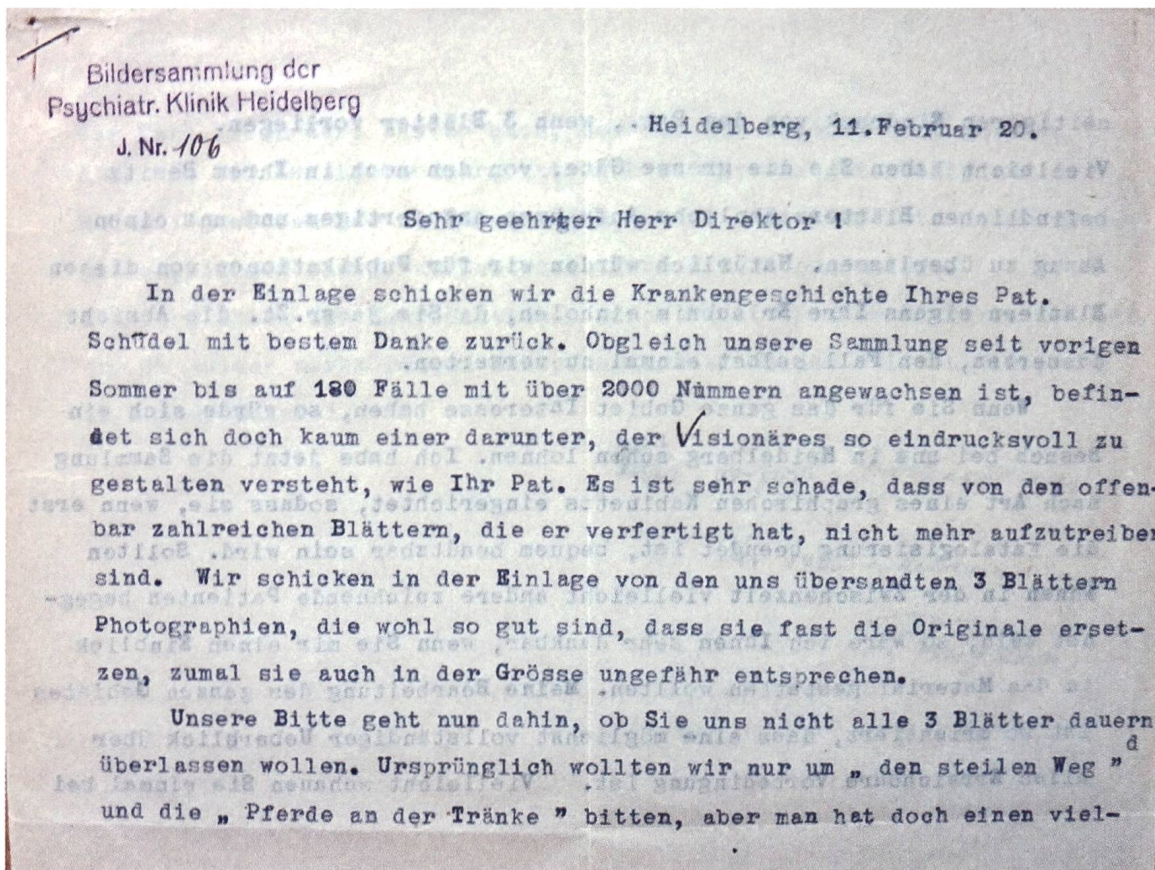 Bildersammlung der
Psychiatr. Klinik Heidelberg
J. Nr. 106
Heidelberg, 11.Februar 20.
Sehr geehrter Herr Direktor !
In der Einlage schicken wir die Krankengeschichte Ihres Pat.
Schüdel mit bestem Danke zurück. Obgleich unsere Sammlung seit vorigen
Sommer bis auf 180 Fälle mit über 2000 Nummern angewachsen ist, befin-
det sich doch kaum einer darunter, der Visionäres so eindrucksvoll zu
gestalten versteht, wie Ihr Pat. Es ist sehr schade, dass von den offen-
bar zahlreichen Blättern, die er verfertigt hat, nicht mehr aufzutreiben
sind. Wir schicken in der Einlage von den uns übersandten 3 Blättern
Photographien, die wohl so gut sind, dass sie fast die Originale erset-
zen, zumal sie auch in der Grösse ungefähr entsprechen.
Unsere Bitte geht nun dahin, ob Sie uns nicht alle 3 Blätter dauernd
überlassen wollen. Ursprünglich wollten wir nur um „ den steilen Weg "
und die „ Pferde an der Tränke " bitten, aber man hat doch einen viel-